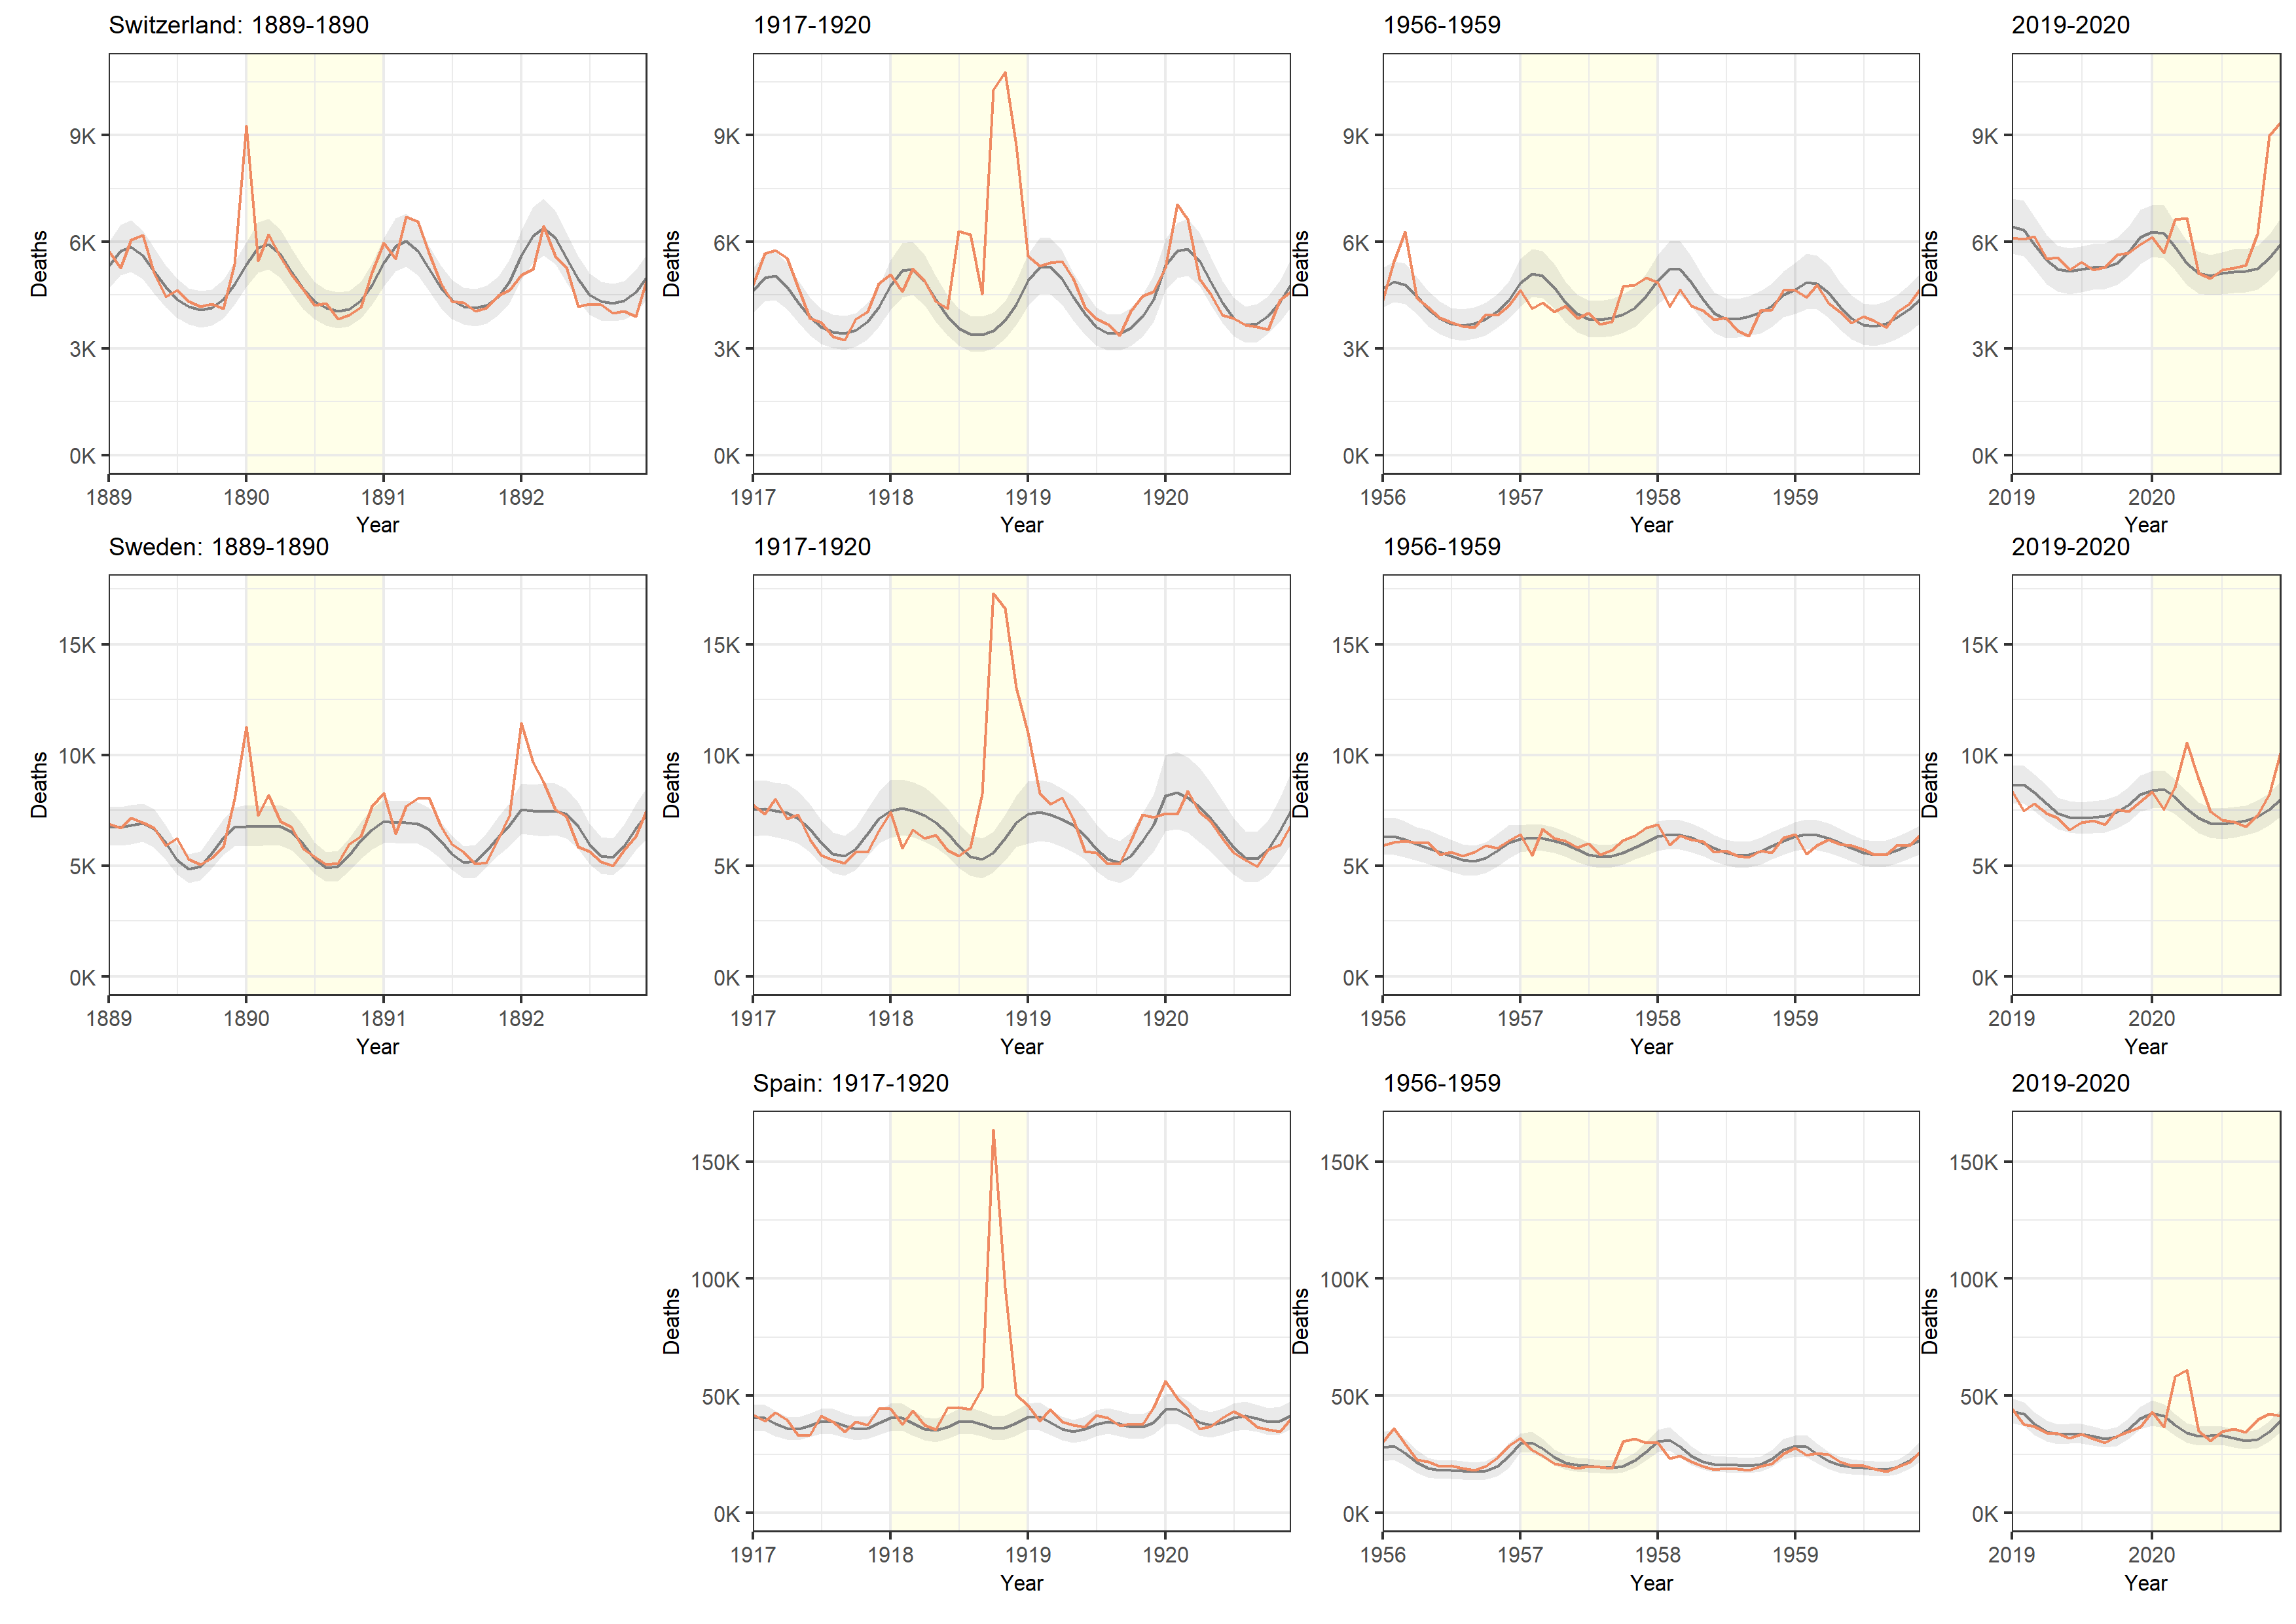 Switzerland: 1889-1890
Deaths
9K
6K
3K
0K
1889 1890 1891 1892
Year
1917-1920
Deaths
9K
6K
3K
0K
1917 1918 1919 1920
Year
1956-1959
Deaths
9K
6K
3K
0K
1956 1957 1958 1959
Year
2019-2020
Deaths
9K
6K
3K
0K
2019 2020
Year
Sweden: 1889-1890
Deaths
15K
10K
5K
0K
1889 1890 1891 1892
Year
1917-1920
Deaths
15K
10K
5K
0K
1917 1918 1919 1920
Year
1956-1959
Deaths
15K
10K
5K
0K
1956 1957 1958 1959
Year
2019-2020
Deaths
15K
10K
5K
0K
2019 2020
Year
Spain: 1917-1920
Deaths
150K
100K
50K
0K
1917 1918 1919 1920
Year
1956-1959
Deaths
150K
100K
50K
0K
1956 1957 1958 1959
Year
2019-2020
Deaths
150K
100K
50K
0K
2019 2020
Year